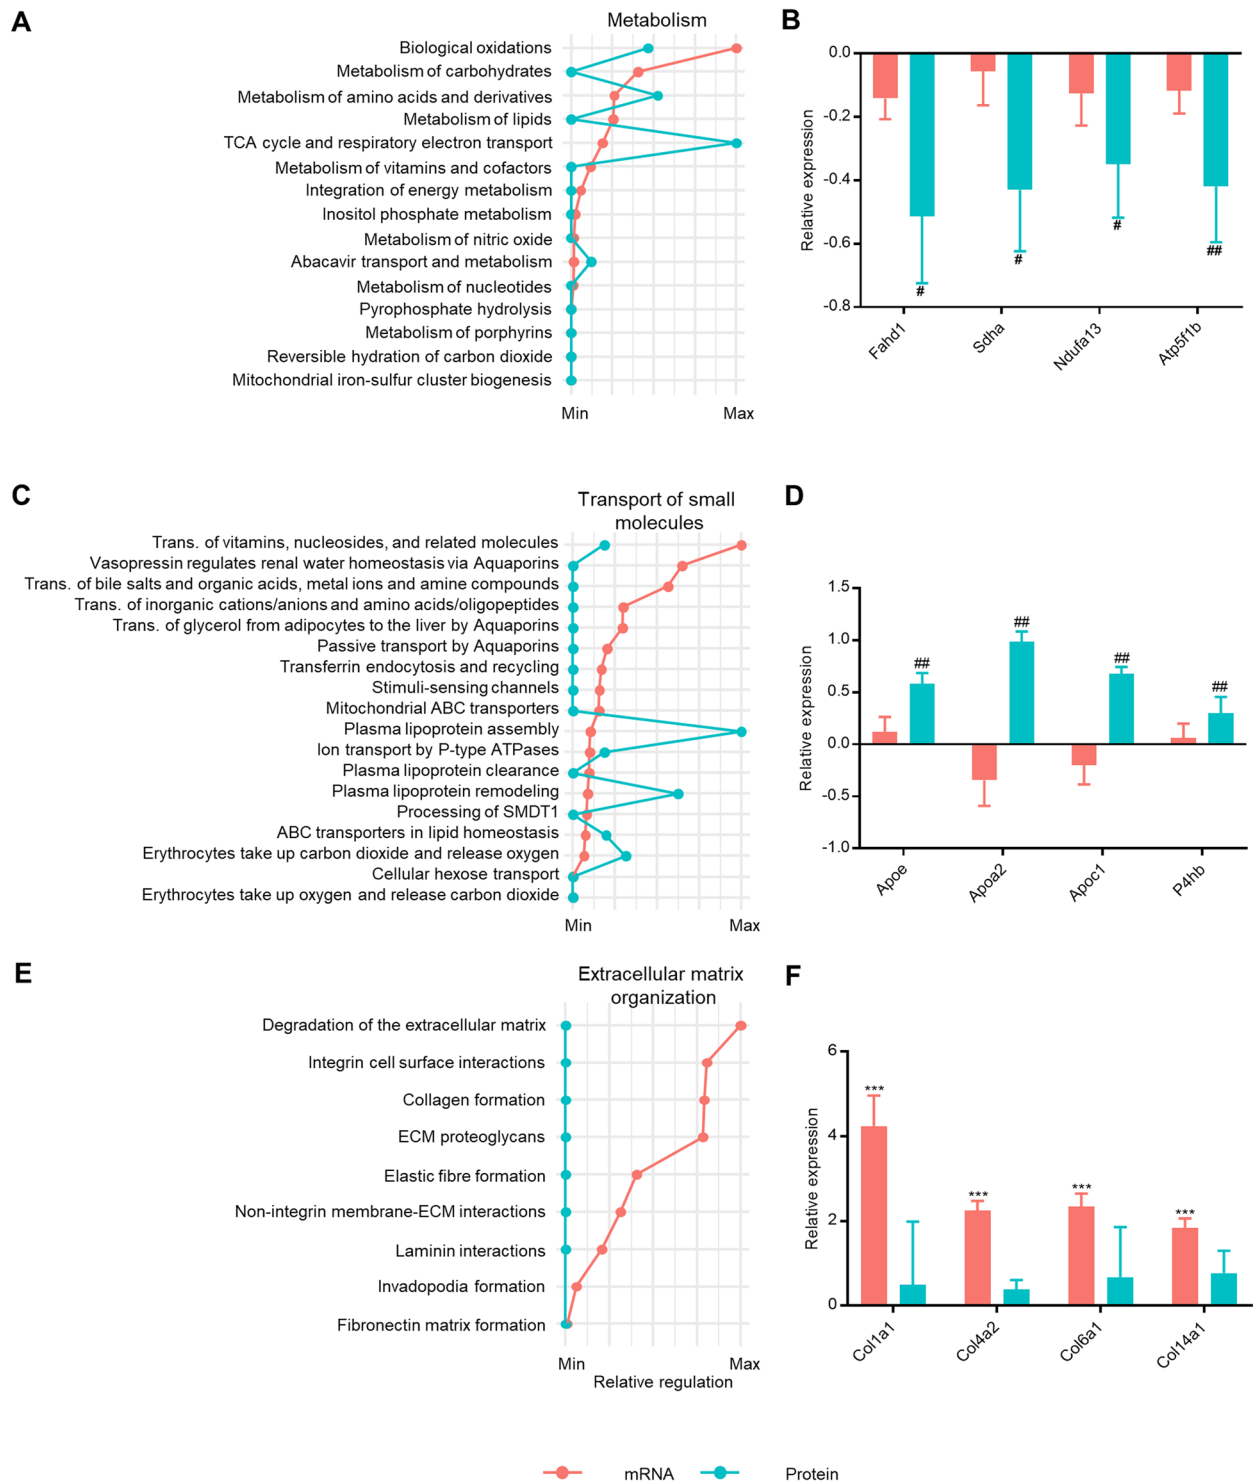 A
Metabolism
Biological oxidations
Metabolism of carbohydrates
Metabolism of amino acids and derivatives
Metabolism of lipids
TCA cycle and respiratory electron transport
Metabolism of vitamins and cofactors
Integration of energy metabolism
Inositol phosphate metabolism
Metabolism of nitric oxide
Abacavir transport and metabolism
Metabolism of nucleotides
Pyrophosphate hydrolysis
Metabolism of porphyrins
Reversible hydration of carbon dioxide
Mitochondrial iron-sulfur cluster biogenesis
Min Max
B
Relative expression
0.0
-0.2
-0.4
-0.6
-0.8
# # # ##
Fahd1 Sdha Ndufa13 Atp5f1b
C
Transport of small
molecules
Trans. of vitamins, nucleosides, and related molecules
Vasopressin regulates renal water homeostasis via Aquaporins
Trans. of bile salts and organic acids, metal ions and amine compounds
Trans. of inorganic cations/anions and amino acids/oligopeptides
Trans. of glycerol from adipocytes to the liver by Aquaporins
Passive transport by Aquaporins
Transferrin endocytosis and recycling
Stimuli-sensing channels
Mitochondrial ABC transporters
Plasma lipoprotein assembly
Ion transport by P-type ATPases
Plasma lipoprotein clearance
Plasma lipoprotein remodeling
Processing of SMDT1
ABC transporters in lipid homeostasis
Erythrocytes take up carbon dioxide and release oxygen
Cellular hexose transport
Erythrocytes take up oxygen and release carbon dioxide
Min Max
D
Relative expression
1.5
1.0
0.5
0.0
-0.5
-1.0
## ## ## ##
Apoe Apoa2 Apoc1 P4hb
E
Extracellular matrix
organization
Degradation of the extracellular matrix
Integrin cell surface interactions
Collagen formation
ECM proteoglycans
Elastic fibre formation
Non-integrin membrane-ECM interactions
Laminin interactions
Invadopodia formation
Fibronectin matrix formation
Min Max
Relative regulation
F
Relative expression
6
4
2
0
*** *** *** ***
Col1a1 Col4a2 Col6a1 Col14a1
mRNA Protein